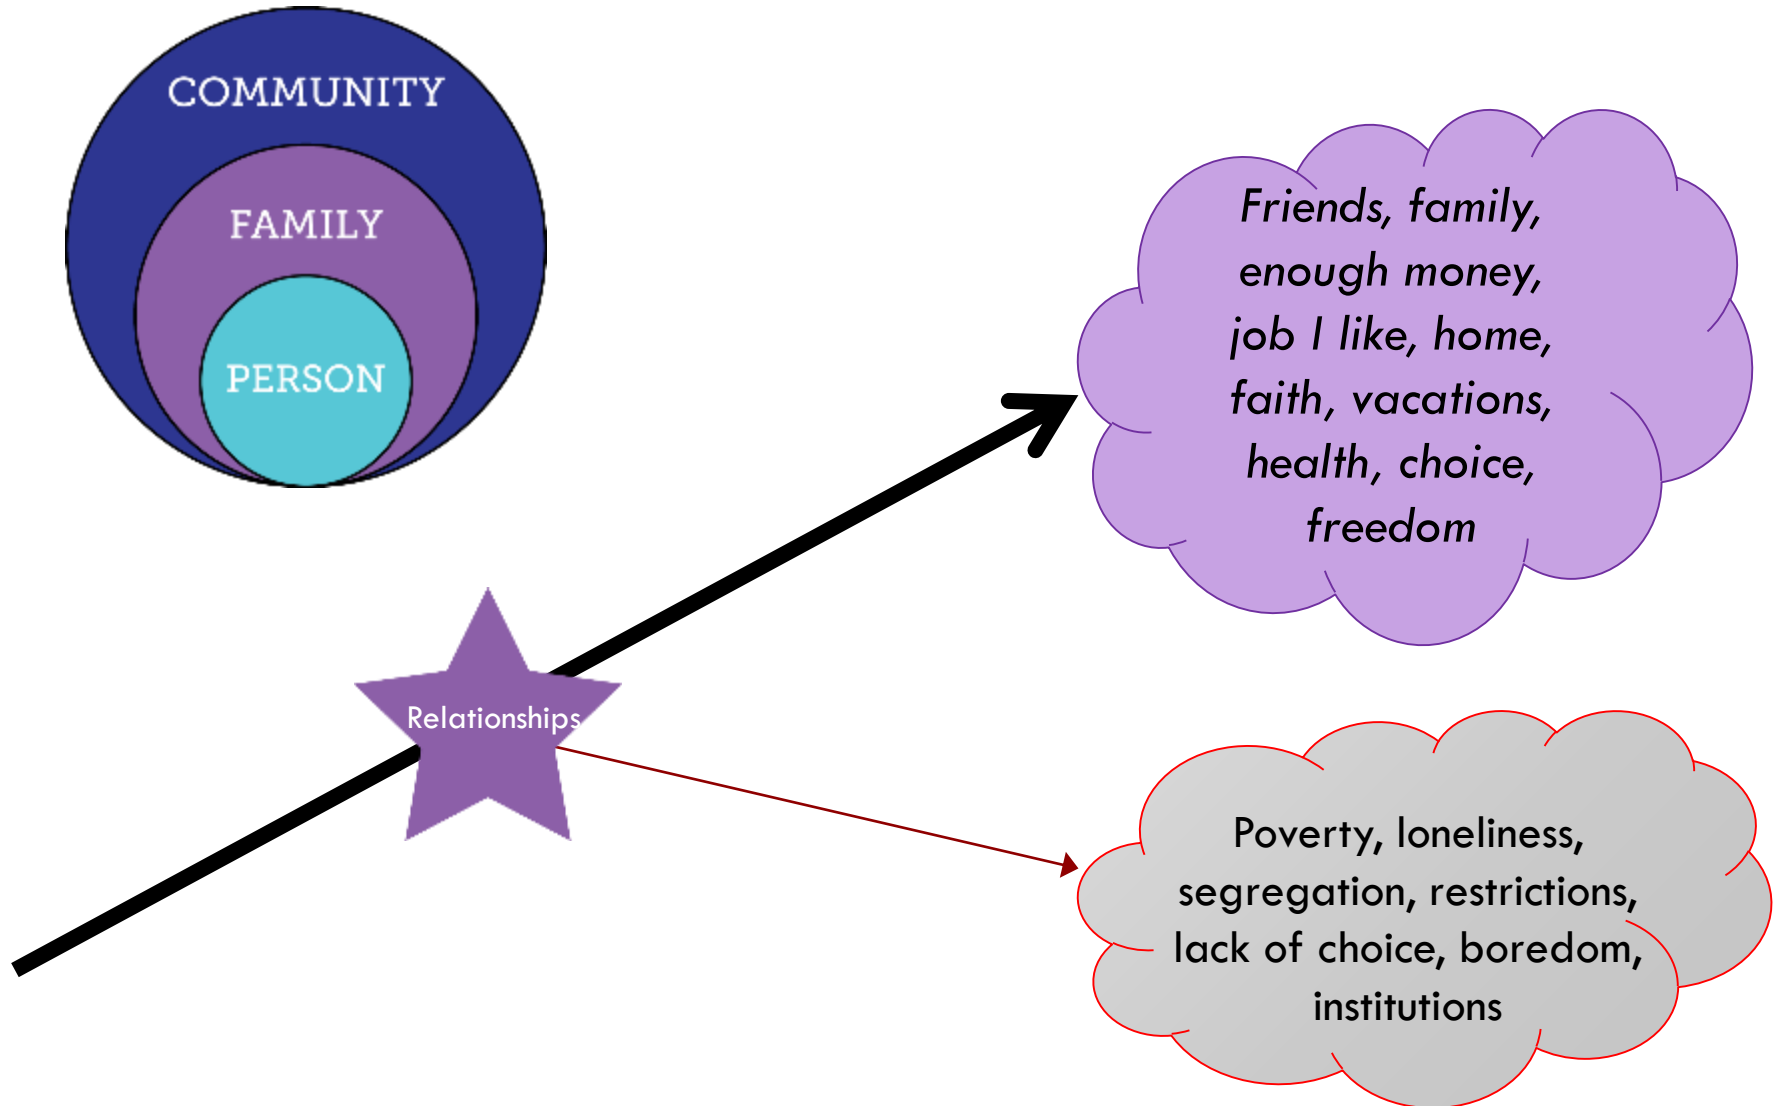 COMMUNITY
FAMILY
PERSON
Friends, family,
enough money,
job I like, home,
faith, vacations,
health, choice,
freedom
Relationships
Poverty, loneliness,
segregation, restrictions,
lack of choice, boredom,
institutions